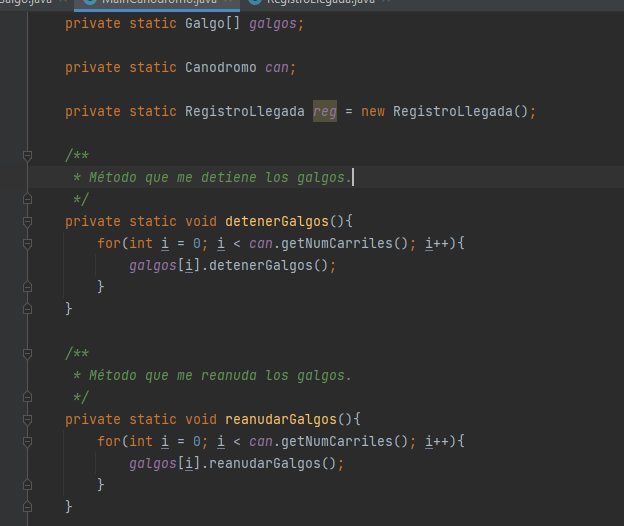 Galgo.java MainCanodromo.java RegistroLlegada.java
private static Galgo[] galgos;
private static Canodromo can;
private static RegistroLlegada reg = new RegistroLlegada();
/**
* Método que me detiene los galgos.
*/
private static void detenerGalgos(){
for(int i = 0; i < can.getNumCarriles(); i++){
galgos[i].detenerGalgos();
}
}
/**
* Método que me reanuda los galgos.
*/
private static void reanudarGalgos(){
for(int i = 0; i < can.getNumCarriles(); i++){
galgos[i].reanudarGalgos();
}
}